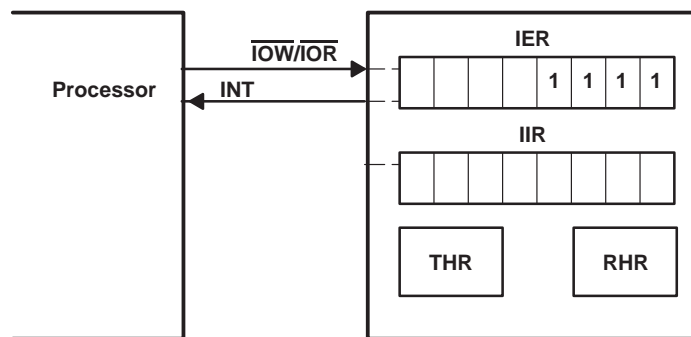 IOW/IOR
IER
1 1 1 1
Processor
INT
IIR
THR
RHR